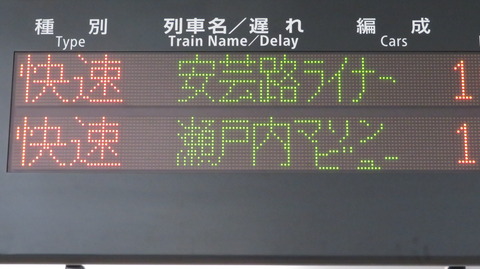 種別 列車名／遅れ 編成
Type Train Name/Delay Cars
快速 安芸路ライナー 1
快速 瀬戸内マリンビュー 1